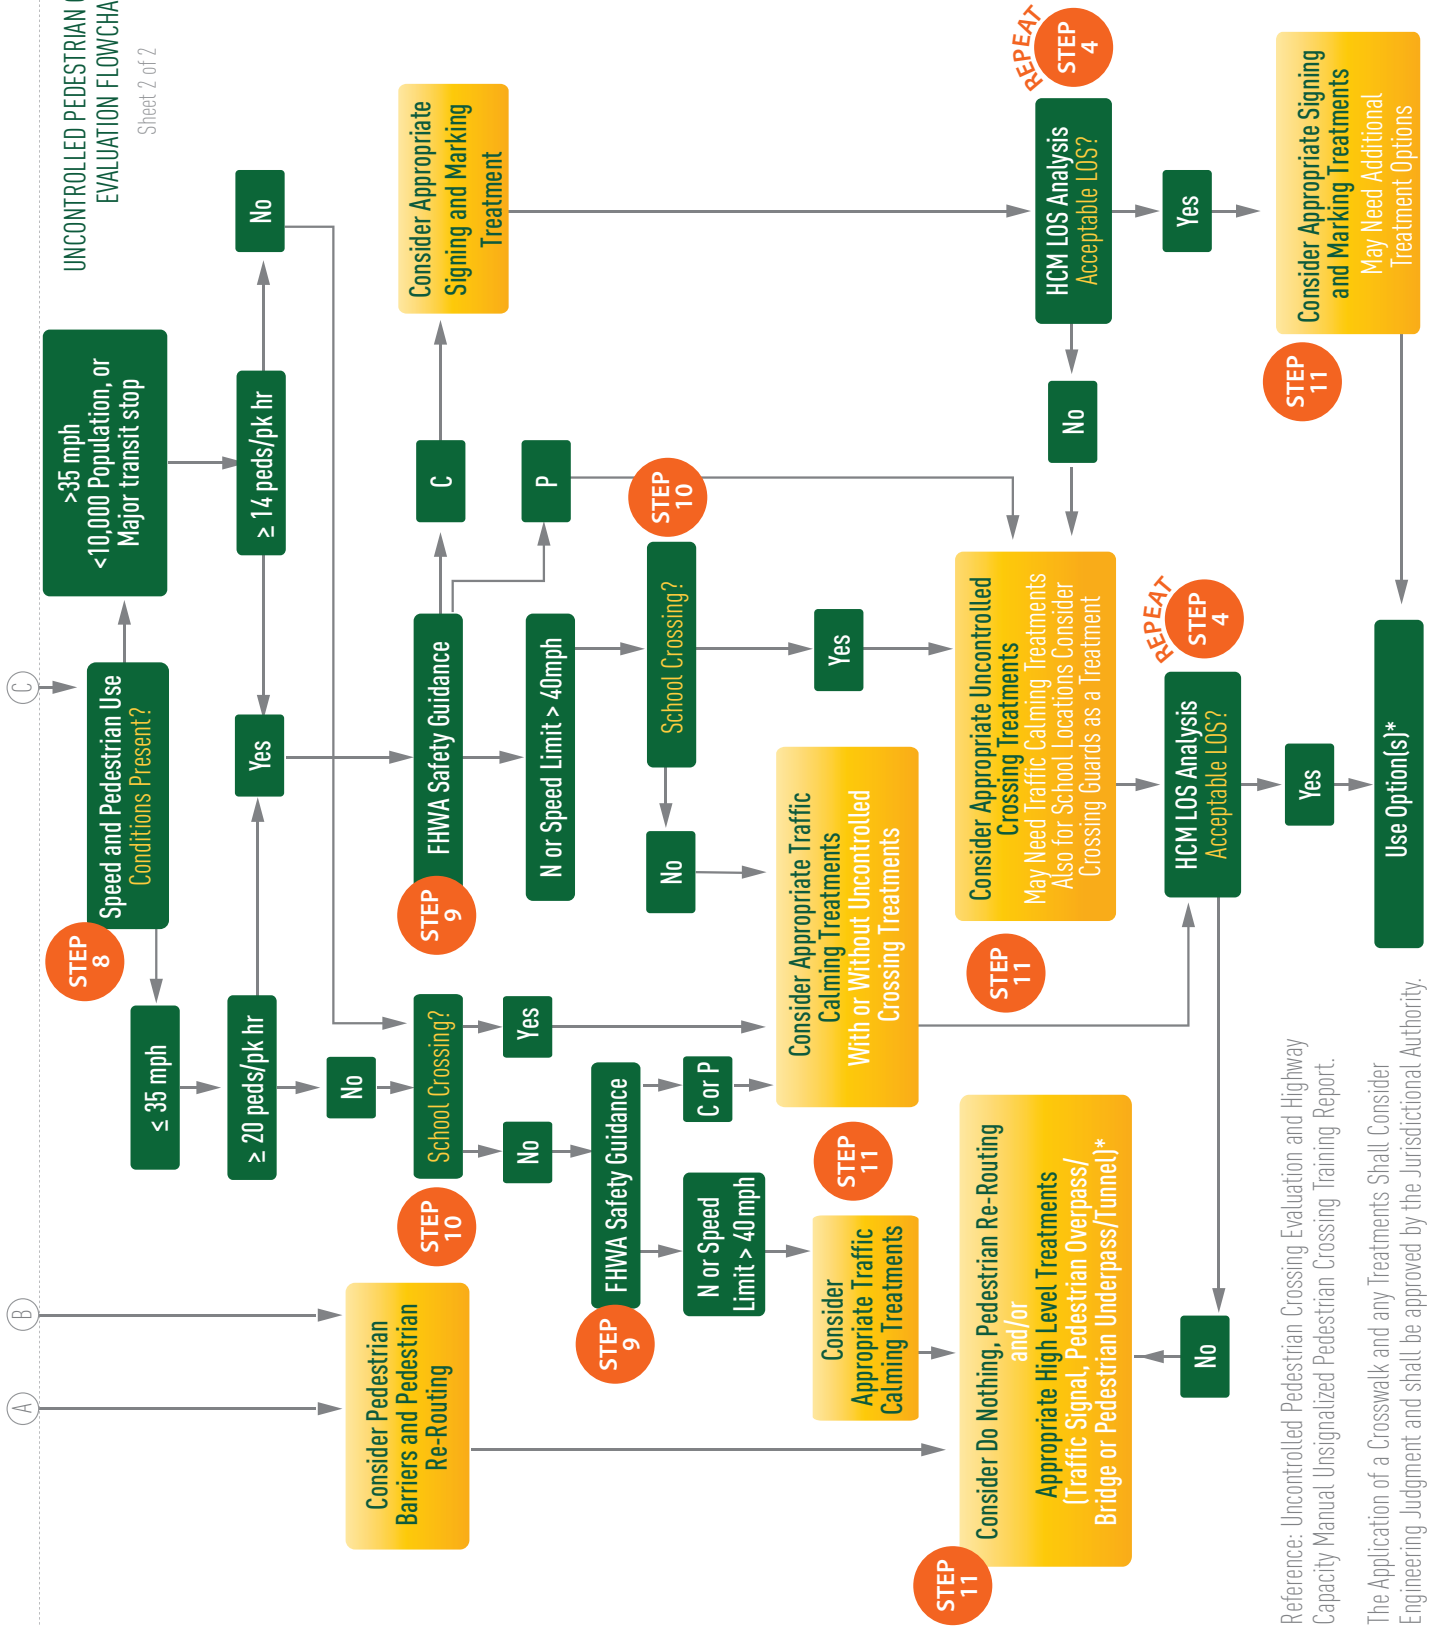 UNCONTROLLED PEDESTRIAN
EVALUATION
Sheet 2 of 2
A
B
C
STEP
8
Speed and Pedestrian Use
Conditions Present?
>35 mph
<10,000 Population, or
Major transit stop
≤ 35 mph
≥ 20 peds/pk hr
Yes
≥ 14 peds/pk hr
No
No
Consider Pedestrian
Barriers and Pedestrian
Re-Routing
STEP
10
School Crossing?
STEP
9
FHWA Safety Guidance
C
Consider Appropriate
Signing and Marking
Treatment
No
Yes
N or Speed Limit > 40mph
P
STEP
9
FHWA Safety Guidance
School Crossing?
STEP
10
N or Speed
Limit > 40mph
C or P
No
Yes
Consider
Appropriate Traffic
Calming Treatments
STEP
11
Consider Appropriate Traffic
Calming Treatments
With or Without Uncontrolled
Crossing Treatments
STEP
11
Consider Do Nothing, Pedestrian Re-Routing
and/or
Appropriate High Level Treatments
(Traffic Signal, Pedestrian Overpass/
Bridge or Pedestrian Underpass/Tunnel)*
STEP
11
Consider Appropriate Uncontrolled
Crossing Treatments
May Need Traffic Calming Treatments
Also for School Locations Consider
Crossing Guards as a Treatment
No
HCM LOS Analysis
Acceptable LOS?
REPEAT
STEP
4
No
HCM LOS Analysis
Acceptable LOS?
REPEAT
STEP
4
Yes
Yes
STEP
11
Consider Appropriate Signing
and Marking Treatments
May Need Additional
Treatment Options
Use Option(s)*
Reference: Uncontrolled Pedestrian Crossing Evaluation and Highway
Capacity Manual Unsignalized Pedestrian Crossing Training Report.
The Application of a Crosswalk and any Treatments Shall Consider
Engineering Judgment and shall be approved by the Jurisdictional Authority.